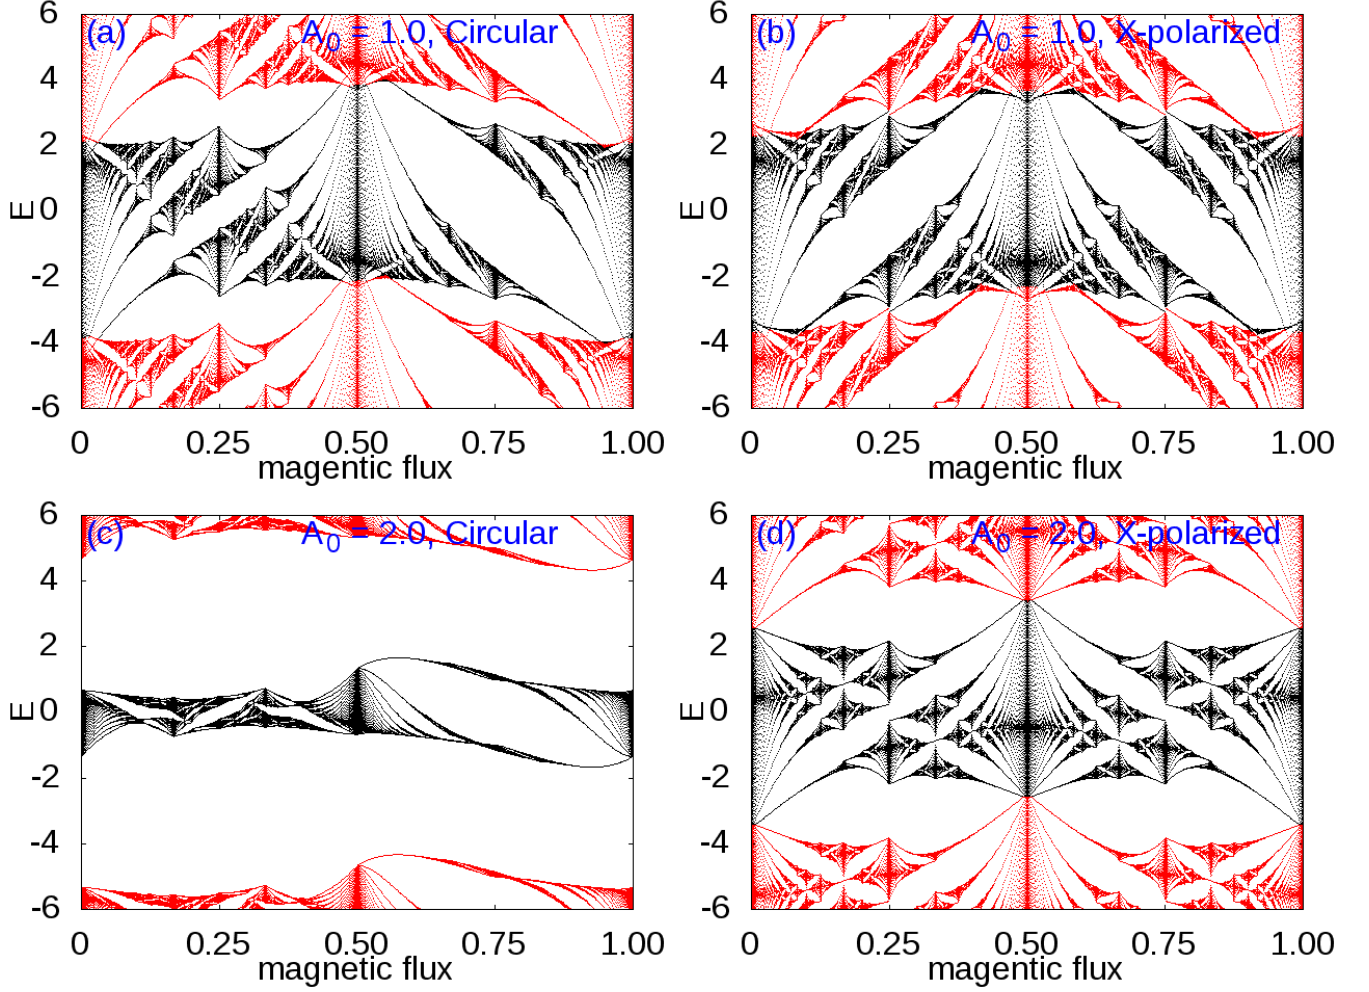 (a) A0 = 1.0, Circular
6
4
2
0
-2
-4
-6
E
0 0.25 0.50 0.75 1.00
magentic flux
(b) A0 = 1.0, X-polarized
6
4
2
0
-2
-4
-6
E
0 0.25 0.50 0.75 1.00
magentic flux
(c) A0 = 2.0, Circular
6
4
2
0
-2
-4
-6
E
0 0.25 0.50 0.75 1.00
magnetic flux
(d) A0 = 2.0, X-polarized
6
4
2
0
-2
-4
-6
E
0 0.25 0.50 0.75 1.00
magentic flux